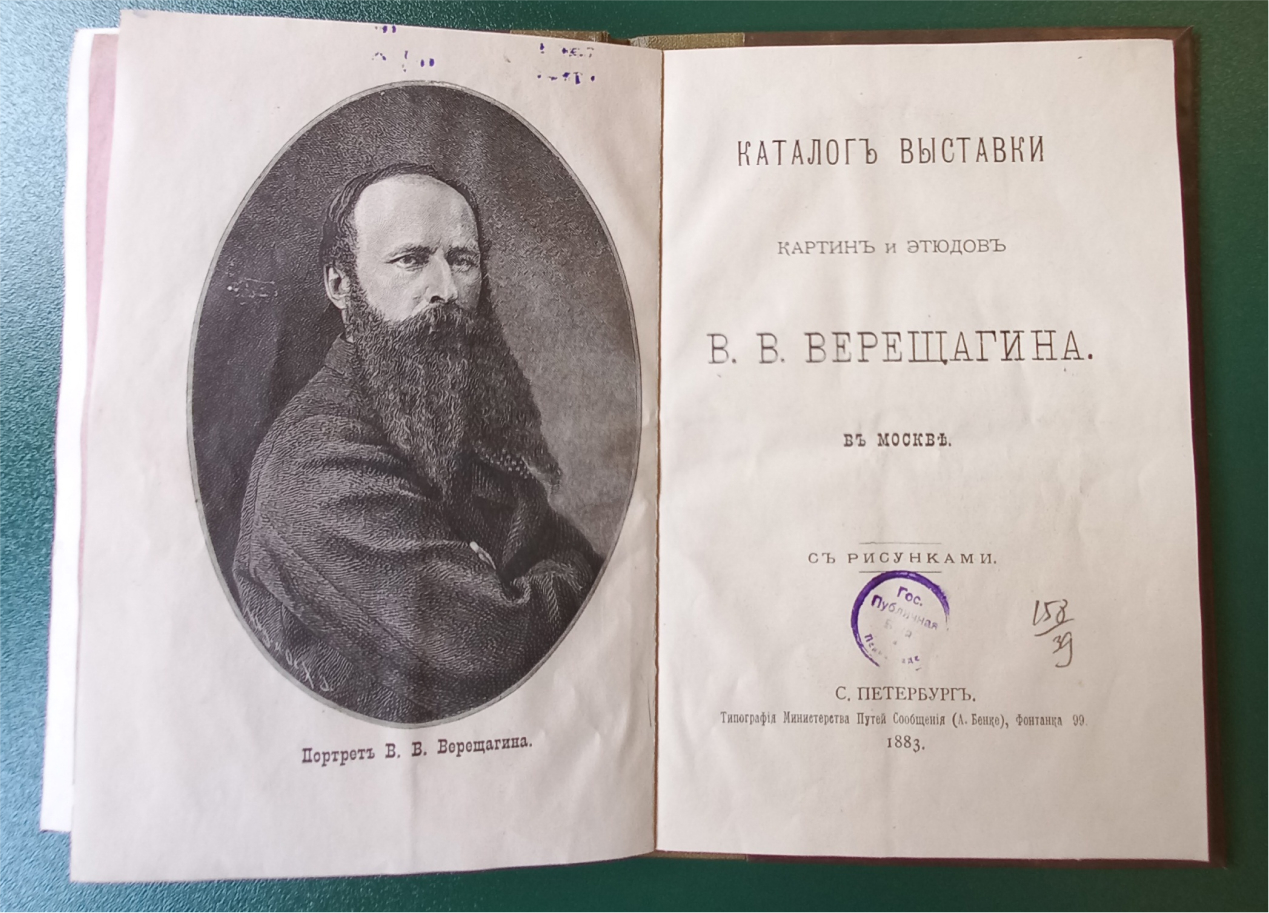 Портретъ В. В. Верещагина.
КАТАЛОГЪ ВЫСТАВКИ
КАРТИНЪ и ЭТЮДОВЪ
В. В. ВЕРЕЩАГИНА.
ВЪ МОСКВѢ.
СЪ РИСУНКАМИ.
Гос.
Публичная
158
39
С. ПЕТЕРБУРГЪ.
Типографія Министерства Путей Сообщенія (А. Бенке), Фонтанка 99.
1883.